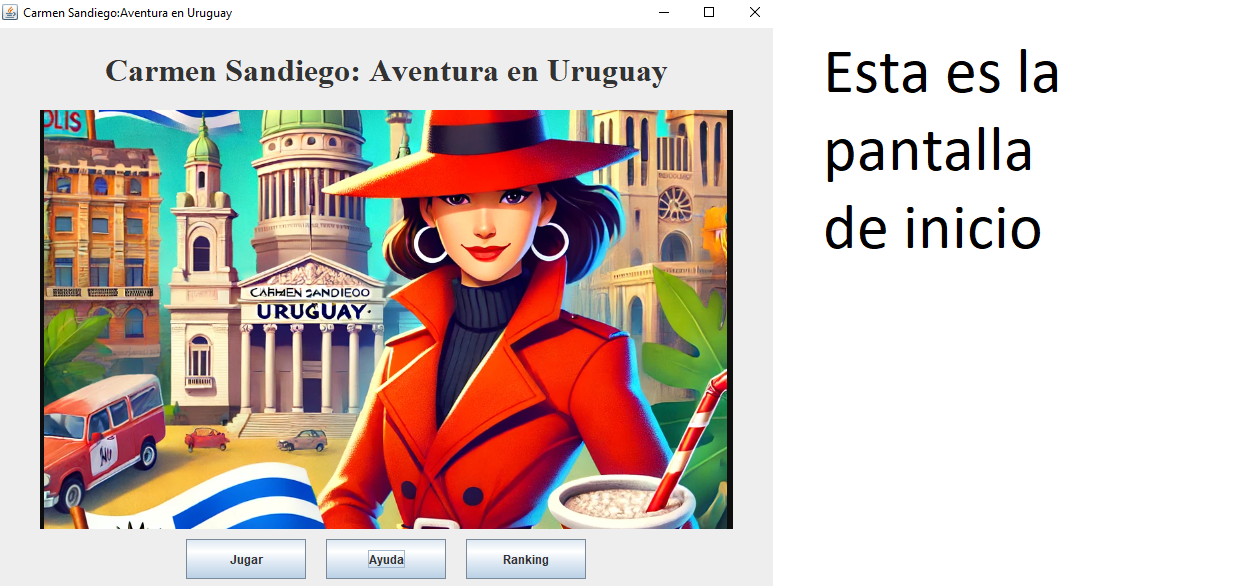 Carmen Sandiego:Aventura en Uruguay
Carmen Sandiego: Aventura en Uruguay
OLIS
CARMEN SANDIEGO
URUGUAY
Jugar
Ayuda
Ranking
Esta es la
pantalla
de inicio